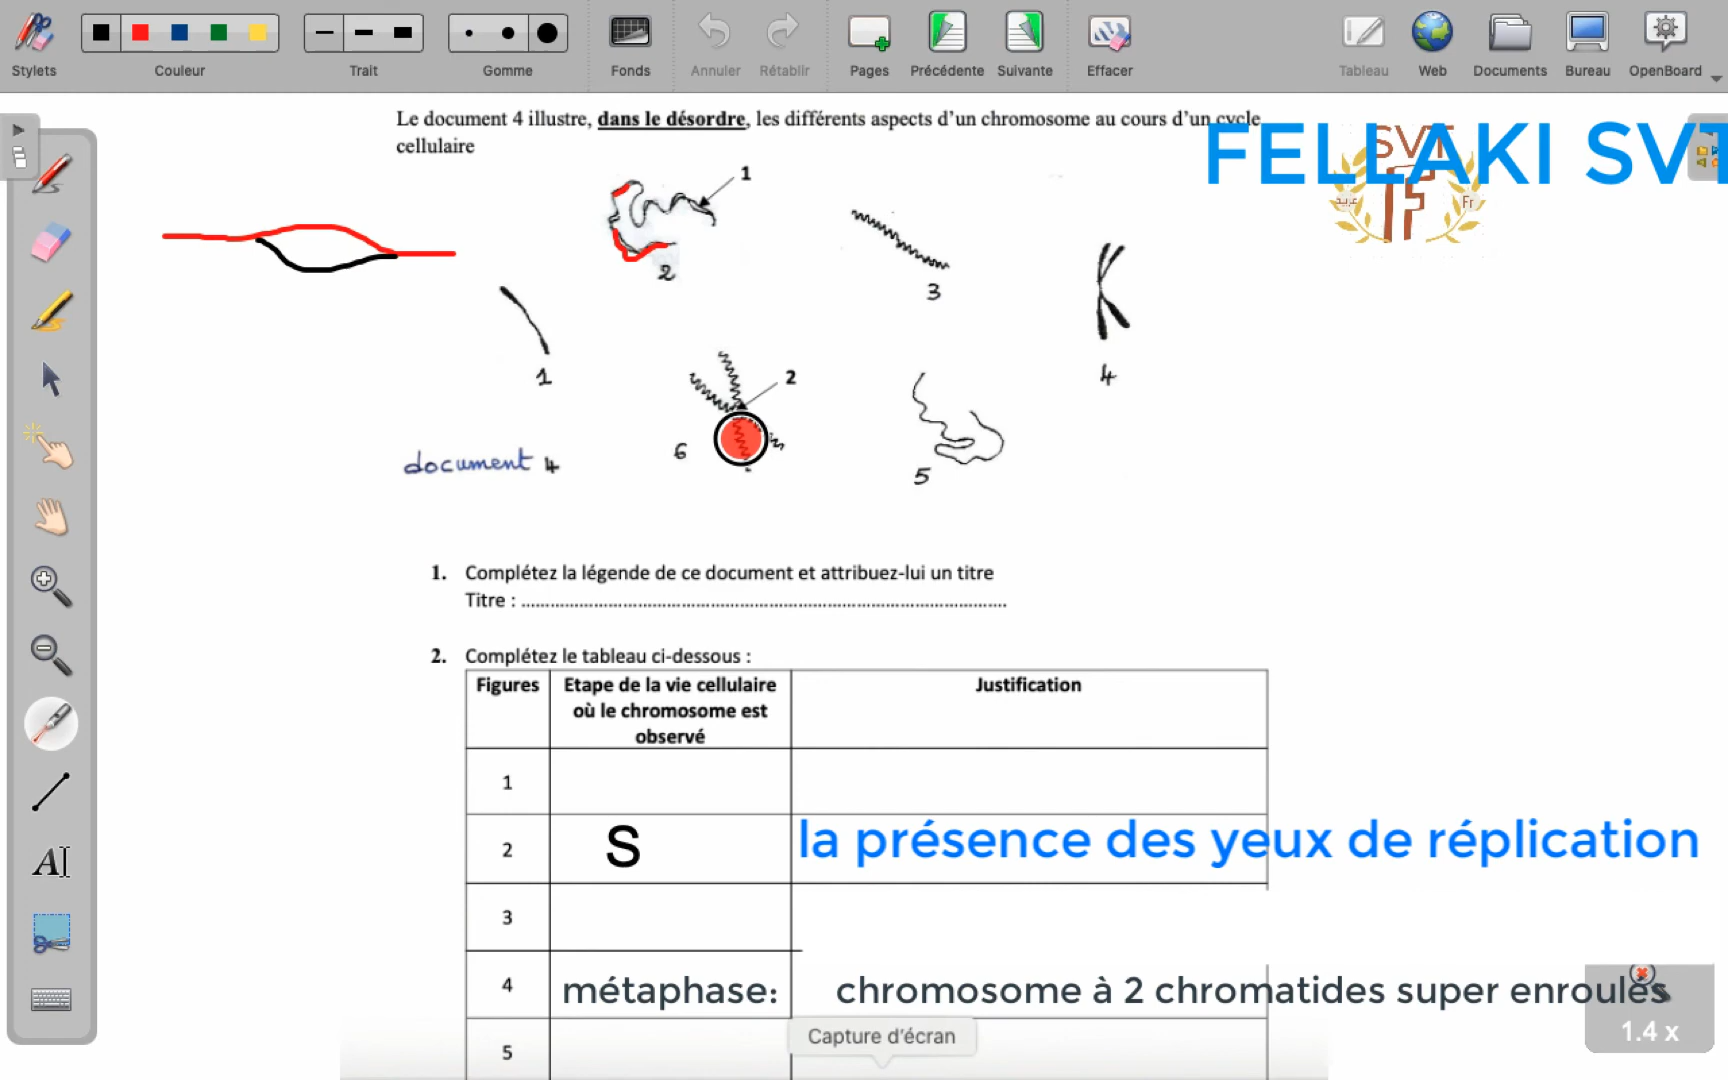 Stylets
Couleur
Trait
Gomme
Fonds
Annuler
Rétablir
Pages
Précédente
Suivante
Effacer
Tableau
Web
Documents
Bureau
OpenBoard
Le document 4 illustre, dans le désordre, les différents aspects d'un chromosome au cours d'un cycle
cellulaire
FELLAKI SVT
SVT
عربية
Fr
1
2
3
1
4
2
6
5
document 4
1. Complétez la légende de ce document et attribuez-lui un titre
Titre : ..........................................................................................
2. Complétez le tableau ci-dessous :
Figures
Etape de la vie cellulaire
où le chromosome est
observé
Justification
1
2 S la présence des yeux de réplication
3
4 métaphase: chromosome à 2 chromatides super enroulés
5
Capture d'écran
1.4 x